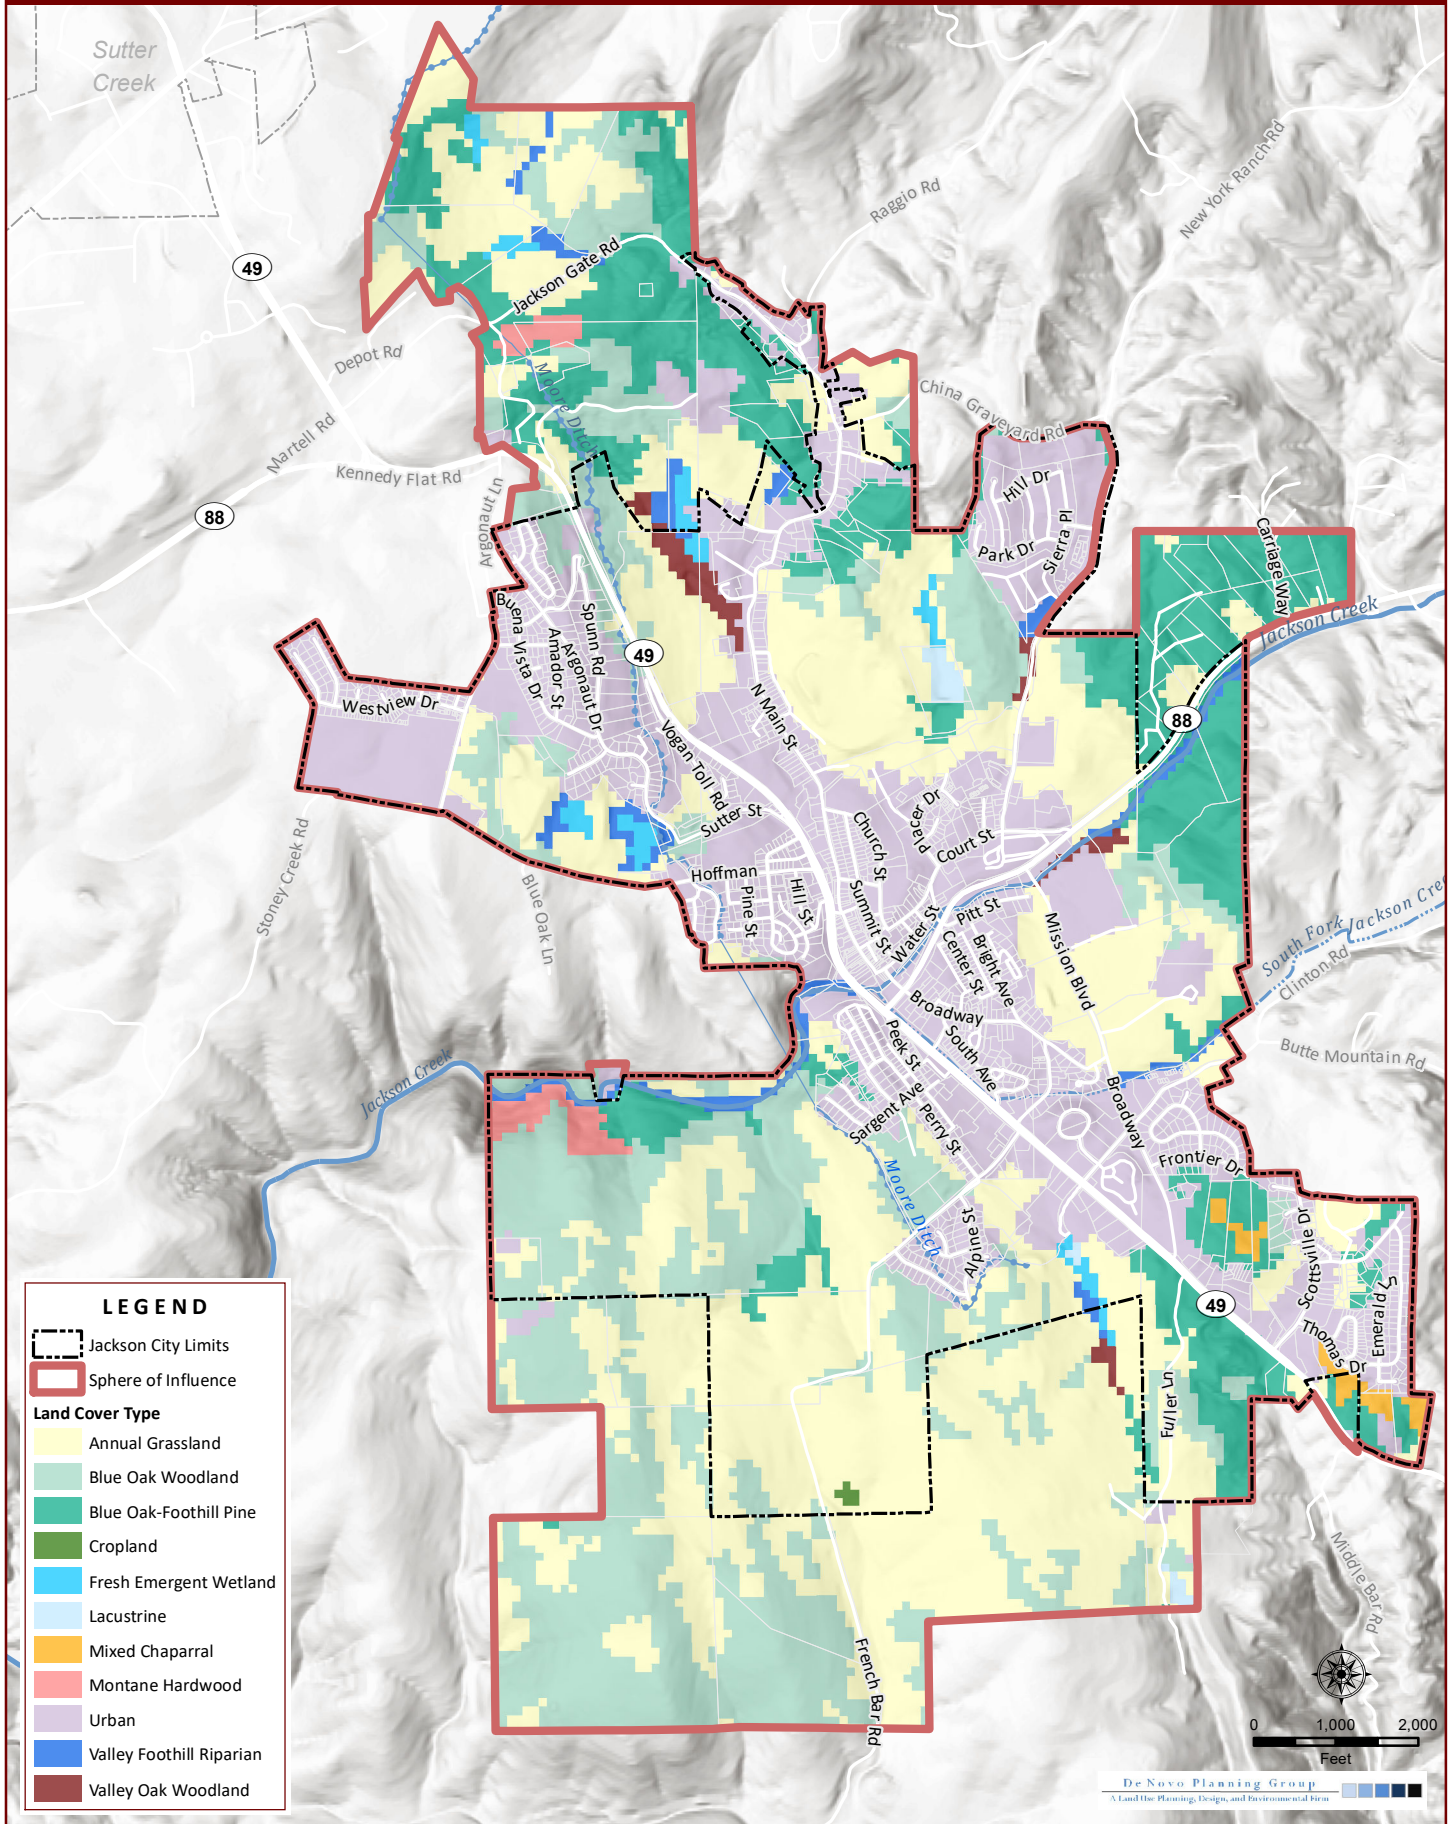 Sutter
Creek
49
Raggio Rd
New York Ranch Rd
Jackson Gate Rd
Depot Rd
Moore Ditch
China Graveyard Rd
Martell Rd
Kennedy Flat Rd
88
Argonaut Ln
Hill Dr
Park Dr
Sierra Pl
Carriage Way
Jackson Creek
Buena Vista Dr
Amador St
Spunn Rd
Argonaut Dr
49
Westview Dr
N Main St
88
Vogan Toll Rd
Sutter St
Church St
Placer Dr
Court St
Stoney Creek Rd
Blue Oak Ln
Hoffman
Pine St
Hill St
Summit St
Water St
Pitt St
Center St
Bright Ave
Mission Blvd
South Fork Jackson Cree
Clinton Rd
Broadway
South Ave
Peek St
Butte Mountain Rd
Jackson Creek
Sargent Ave
Perry St
Broadway
Frontier Dr
Moore Ditch
Alpine St
Scottsville Dr
Emerald Ln
49
Thomas Dr
Fuller Ln
Middle Bar Rd
French Bar Rd
LEGEND
Jackson City Limits
Sphere of Influence
Land Cover Type
Annual Grassland
Blue Oak Woodland
Blue Oak-Foothill Pine
Cropland
Fresh Emergent Wetland
Lacustrine
Mixed Chaparral
Montane Hardwood
Urban
Valley Foothill Riparian
Valley Oak Woodland
0 1,000 2,000
Feet
De Novo Planning Group
A Land Use Planning, Design, and Environmental Firm